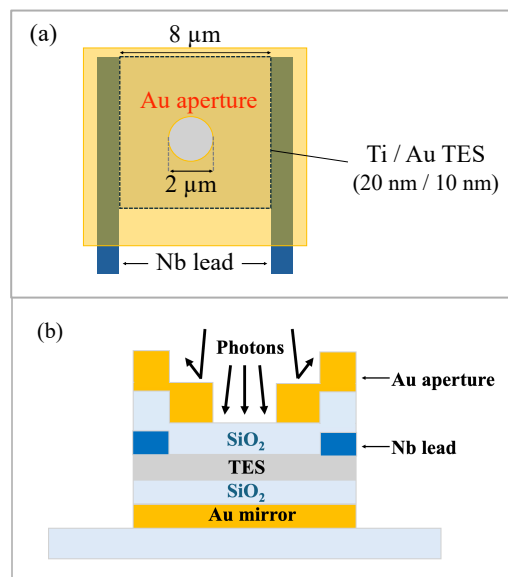 (a)
8 µm
Au aperture
2 µm
Ti / Au TES
(20 nm / 10 nm)
Nb lead
(b)
Photons
Au aperture
SiO2
Nb lead
TES
SiO2
Au mirror